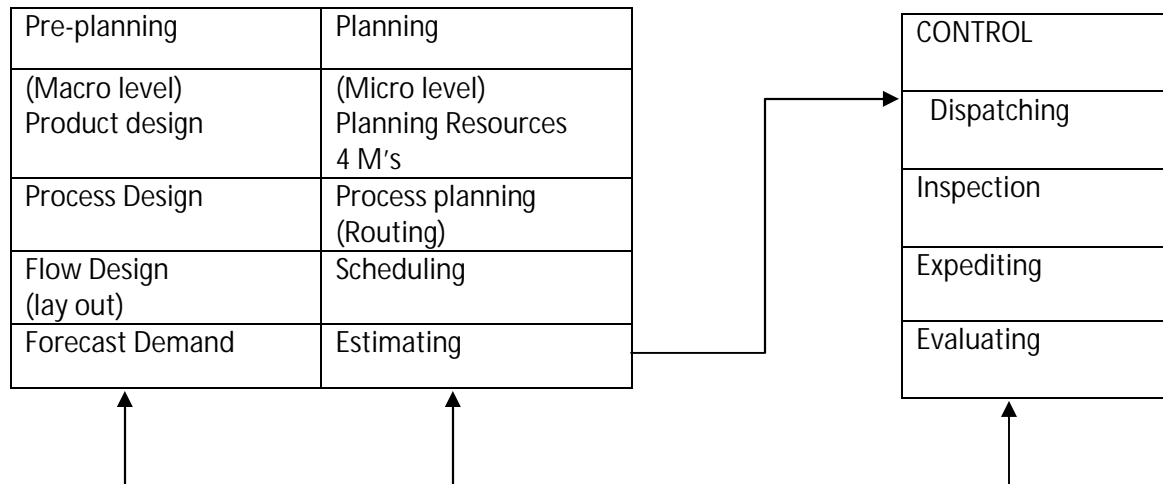 Pre-planning
Planning
(Macro level)
Product design
(Micro level)
Planning Resources
4 M's
Process Design
Process planning
(Routing)
Flow Design
(lay out)
Scheduling
Forecast Demand
Estimating
CONTROL
Dispatching
Inspection
Expediting
Evaluating